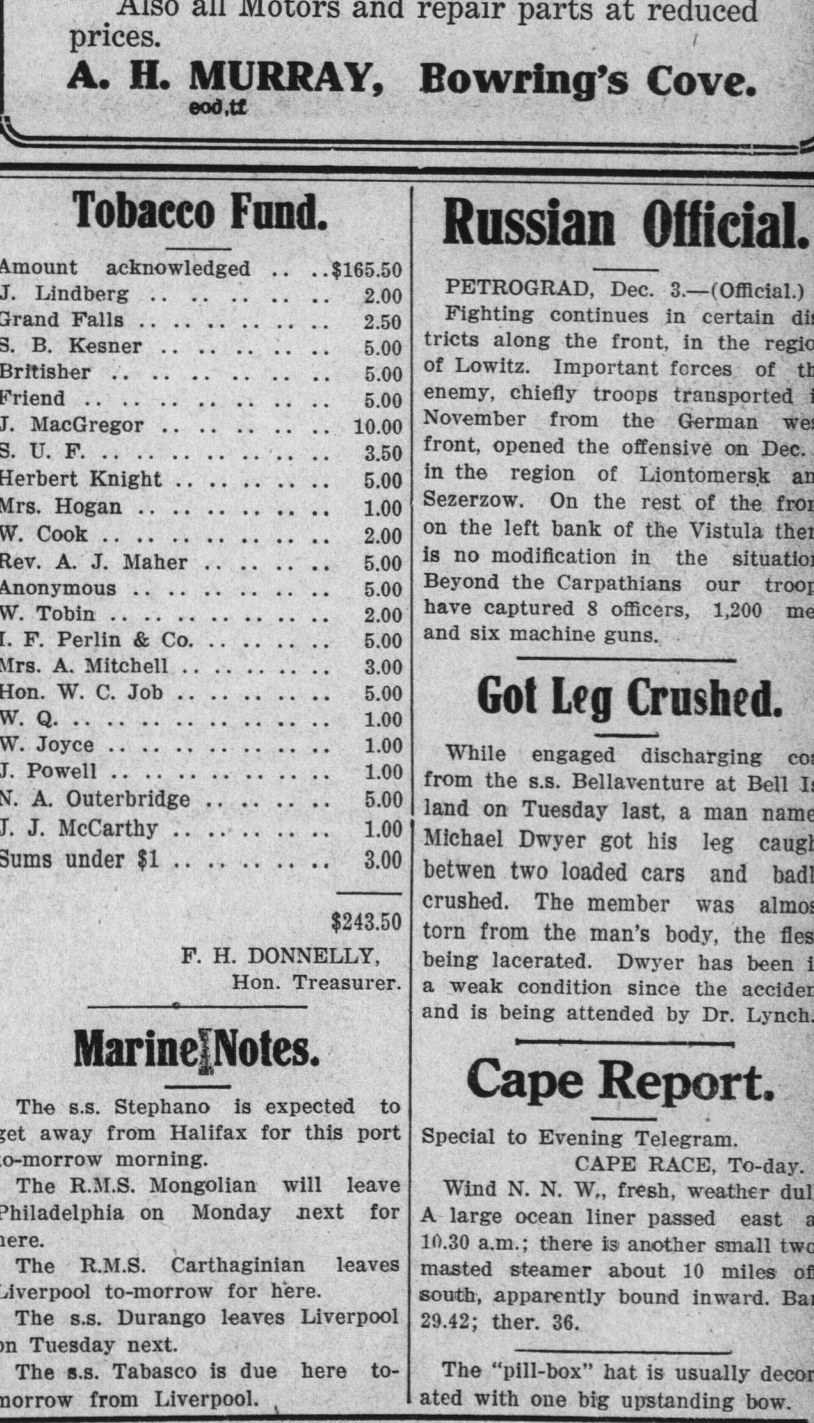 Also all Motors and repair parts at reduced
prices.
A. H. MURRAY, Bowring's Cove.
eod,tf
Tobacco Fund.
Amount acknowledged .. ..$165.50
J. Lindberg .. .. .. .. .. .. 2.00
Grand Falls .. .. .. .. .. .. 2.50
S. B. Kesner .. .. .. .. .. .. 5.00
Britisher .. .. .. .. .. .. .. 5.00
Friend .. .. .. .. .. .. .. .. 5.00
J. MacGregor .. .. .. .. .. .. 10.00
S. U. F. .. .. .. .. .. .. .. .. 3.50
Herbert Knight .. .. .. .. .. 5.00
Mrs. Hogan .. .. .. .. .. .. 1.00
W. Cook .. .. .. .. .. .. .. 2.00
Rev. A. J. Maher .. .. .. .. .. 5.00
Anonymous .. .. .. .. .. .. .. 5.00
W. Tobin .. .. .. .. .. .. .. 2.00
I. F. Perlin & Co. .. .. .. .. .. 5.00
Mrs. A. Mitchell .. .. .. .. .. 3.00
Hon. W. C. Job .. .. .. .. .. 5.00
W. Q. .. .. .. .. .. .. .. .. .. 1.00
W. Joyce .. .. .. .. .. .. .. 1.00
J. Powell .. .. .. .. .. .. .. 1.00
N. A. Outerbridge .. .. .. .. 5.00
J. J. McCarthy .. .. .. .. .. 1.00
Sums under $1 .. .. .. .. .. 3.00
$243.50
F. H. DONNELLY,
Hon. Treasurer.
Marine Notes.
The s.s. Stephano is expected to
get away from Halifax for this port
to-morrow morning.
The R.M.S. Mongolian will leave
Philadelphia on Monday next for
here.
The R.M.S. Carthaginian leaves
Liverpool to-morrow for here.
The s.s. Durango leaves Liverpool
on Tuesday next.
The s.s. Tabasco is due here to-
morrow from Liverpool.
Russian Official.
PETROGRAD, Dec. 3.—(Official.)
Fighting continues in certain dis
tricts along the front, in the regio
of Lowitz. Important forces of th
enemy, chiefly troops transported i
November from the German wes
front, opened the offensive on Dec.
in the region of Liontomersk an
Sezerzow. On the rest of the fron
on the left bank of the Vistula ther
is no modification in the situation
Beyond the Carpathians our troop
have captured 8 officers, 1,200 me
and six machine guns.
Got Leg Crushed.
While engaged discharging coa
from the s.s. Bellaventure at Bell Is
land on Tuesday last, a man name
Michael Dwyer got his leg caugh
betwen two loaded cars and badl
crushed. The member was almos
torn from the man's body, the fles
being lacerated. Dwyer has been i
a weak condition since the acciden
and is being attended by Dr. Lynch.
Cape Report.
Special to Evening Telegram.
CAPE RACE, To-day.
Wind N. N. W., fresh, weather dul
A large ocean liner passed east a
10.30 a.m.; there is another small two
masted steamer about 10 miles of
south, apparently bound inward. Bar
29.42; ther. 36.
The "pill-box" hat is usually decor
ated with one big upstanding bow.